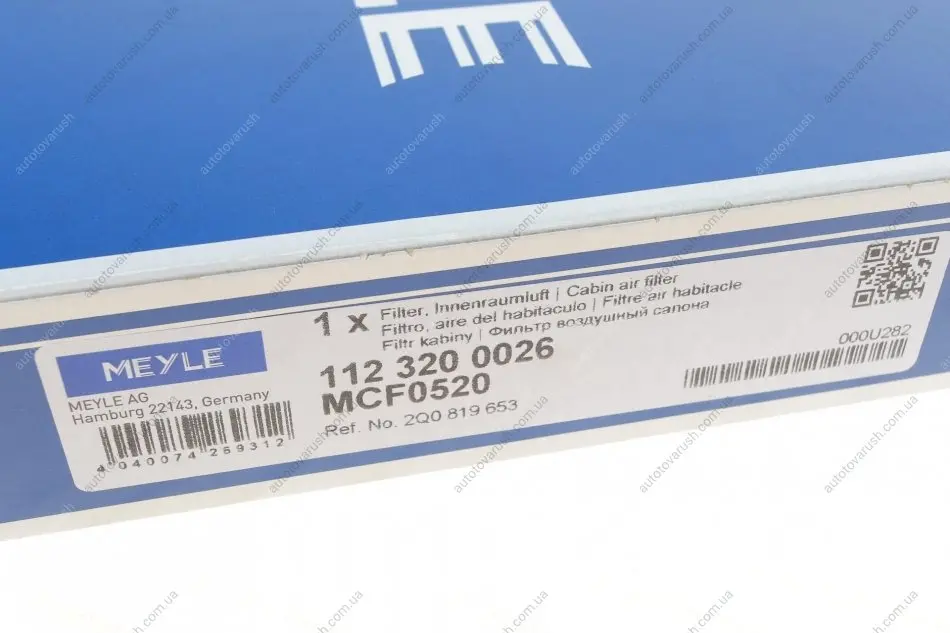 MEYLE
MEYLE AG
Hamburg 22143, Germany
4 040074 259312
1 x Filter, Innenraumluft | Cabin air filter
Filtro, aire del habitaculo | Filtre air habitacle
Filtr kabiny | Фильтр воздушный салона
112 320 0026
MCF0520
Ref. No. 2Q0 819 653
000U282
autotovarush.com.ua